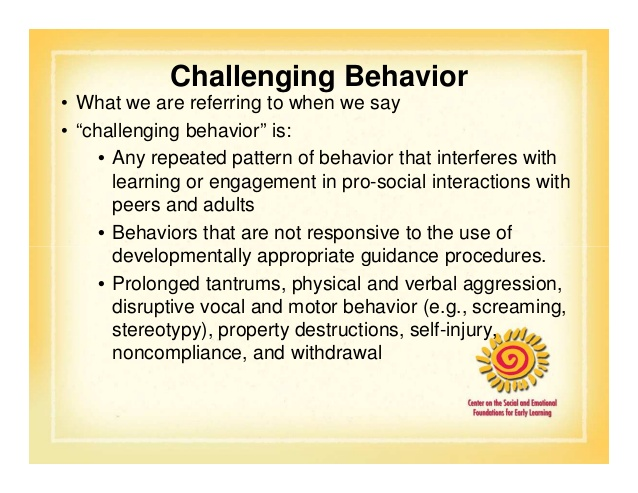 Challenging Behavior
• What we are referring to when we say
• “challenging behavior” is:
• Any repeated pattern of behavior that interferes with
learning or engagement in pro-social interactions with
peers and adults
• Behaviors that are not responsive to the use of
developmentally appropriate guidance procedures.
• Prolonged tantrums, physical and verbal aggression,
disruptive vocal and motor behavior (e.g., screaming,
stereotypy), property destructions, self-injury,
noncompliance, and withdrawal
Center on the Social and Emotional
Foundations for Early Learning